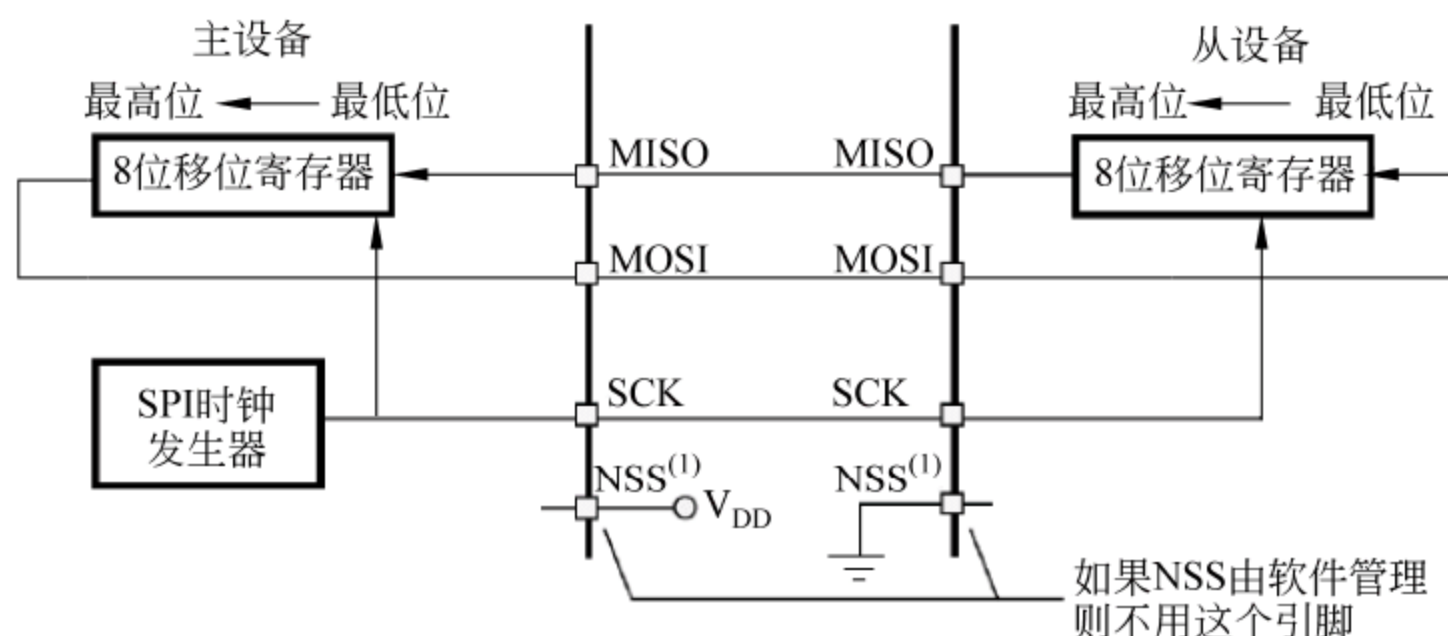 主设备
从设备
最高位 最低位
最高位 最低位
8位移位寄存器
MISO
MISO
8位移位寄存器
MOSI
MOSI
SPI时钟
发生器
SCK
SCK
NSS(1)
VDD
NSS(1)
如果NSS由软件管理
则不用这个引脚